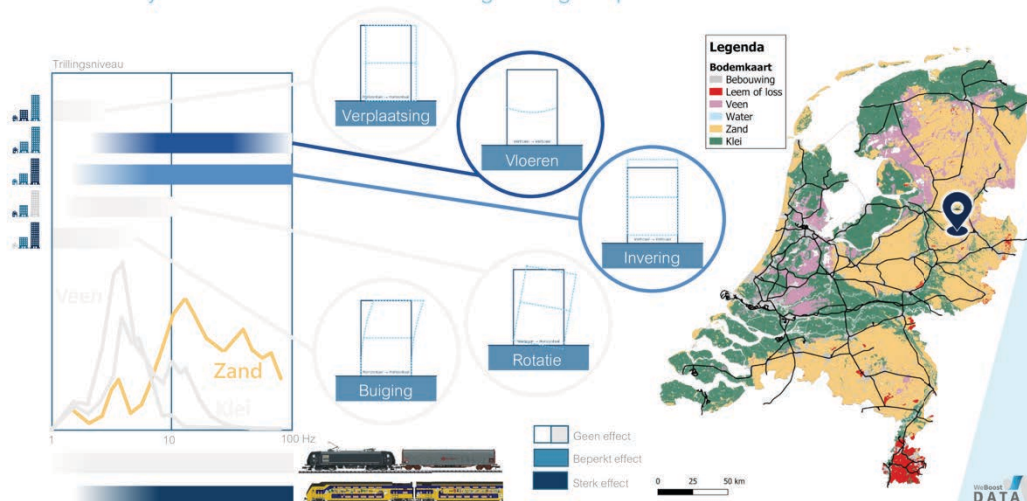 Trillingsniveau
Verplaatsing
Vloeren
Invering
Rotatie
Buiging
Veen
Zand
Klei
1
10
100 Hz
Geen effect
Beperkt effect
Sterk effect
Legenda
Bodemkaart
Bebouwing
Leem of loss
Veen
Water
Zand
Klei
0 25 50 km
WeBoost
DATA